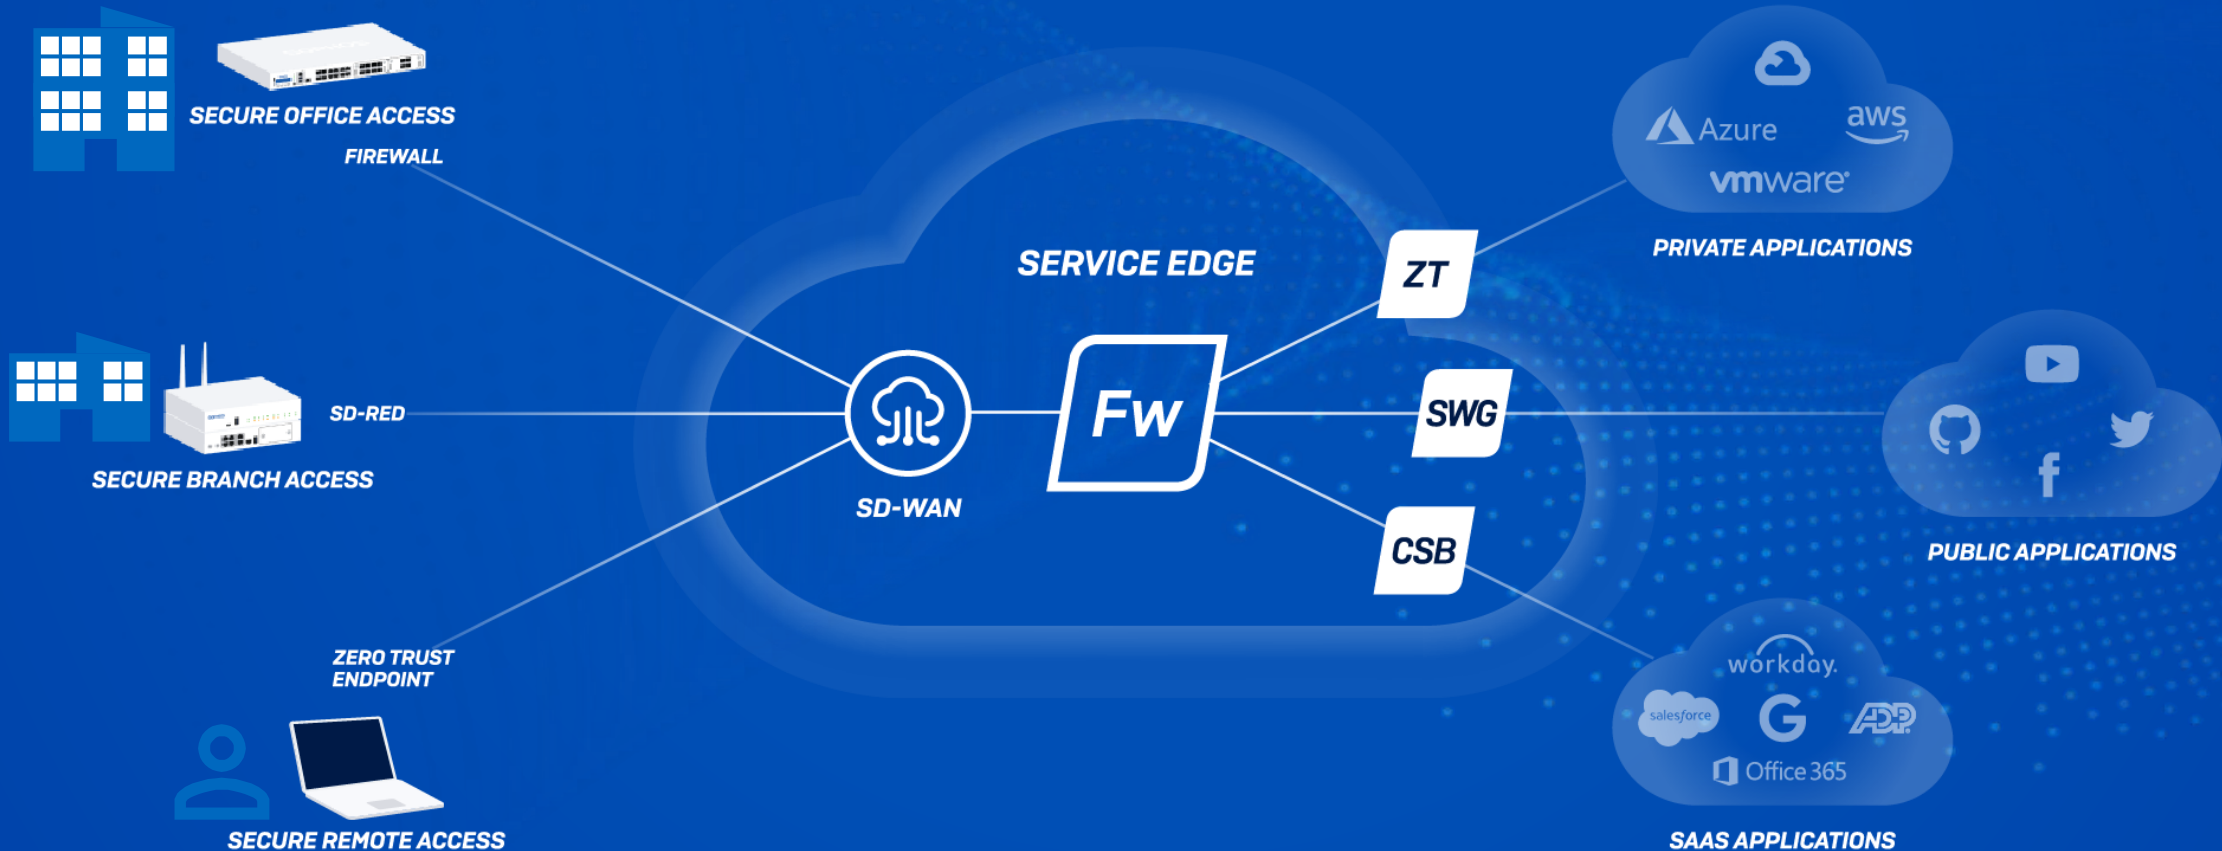 SECURE OFFICE ACCESS
FIREWALL
SD-RED
SECURE BRANCH ACCESS
ZERO TRUST
ENDPOINT
SECURE REMOTE ACCESS
SERVICE EDGE
SD-WAN
Fw
ZT
SWG
CSB
Azure
aws
vmware
PRIVATE APPLICATIONS
PUBLIC APPLICATIONS
workday.
salesforce
G
ADP
Office 365
SAAS APPLICATIONS